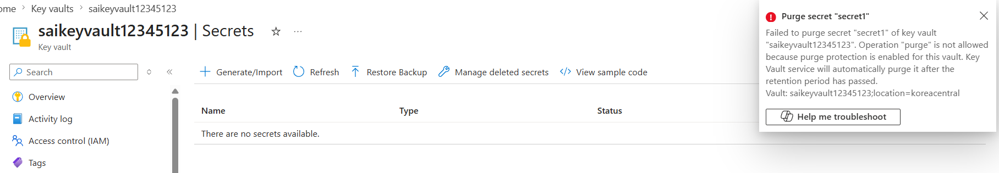 Key vaults > saikeyvault12345123
saikeyvault12345123 | Secrets
Key vault
Search
Generate/Import
Refresh
Restore Backup
Manage deleted secrets
View sample code
Overview
Activity log
Access control (IAM)
Tags
Name Type Status
There are no secrets available.
Purge secret "secret1"
Failed to purge secret "secret1" of key vault
"saikeyvault12345123". Operation "purge" is not allowed
because purge protection is enabled for this vault. Key
Vault service will automatically purge it after the
retention period has passed.
Vault: saikeyvault12345123;location=koreacentral
Help me troubleshoot